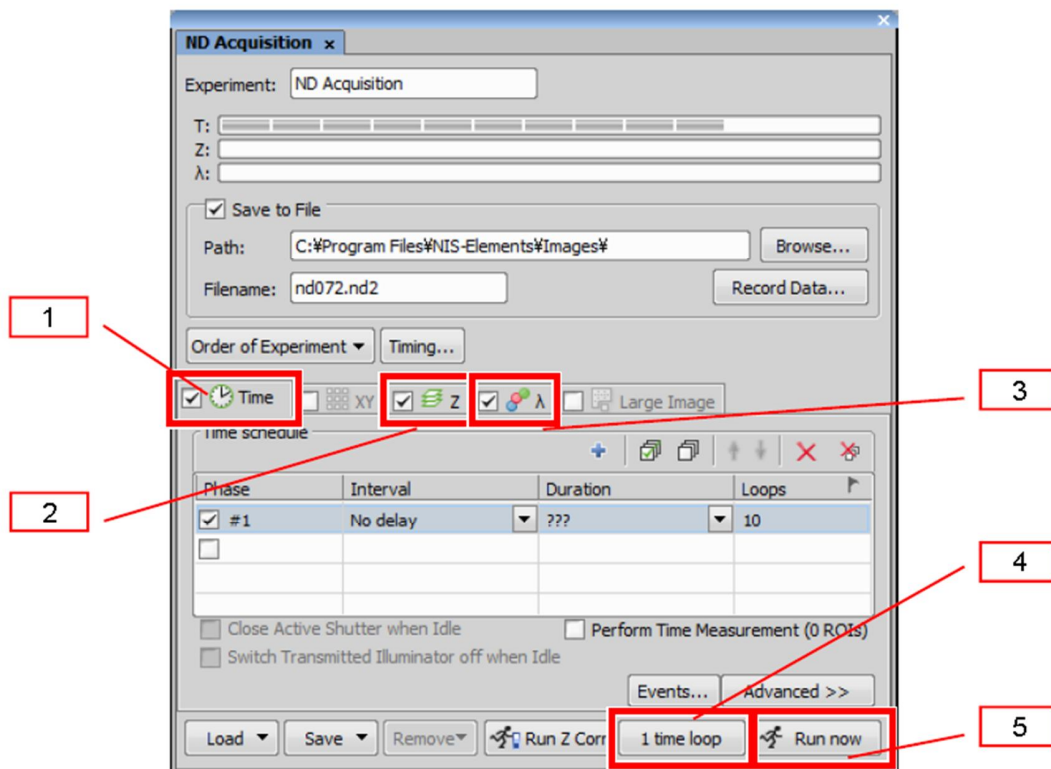 ND Acquisition x
Experiment: ND Acquisition
T:
Z:
λ:
Save to File
Path: C:¥Program Files¥NIS-Elements¥Images¥ Browse...
Filename: nd072.nd2 Record Data...
1
Order of Experiment Timing...
Time XY Z λ Large Image
3
Time schedule
Phase Interval Duration Loops
2
#1 No delay ??? 10
4
Close Active Shutter when Idle Perform Time Measurement (0 ROIs)
Switch Transmitted Illuminator off when Idle
Events... Advanced >>
5
Load Save Remove Run Z Corr 1 time loop Run now